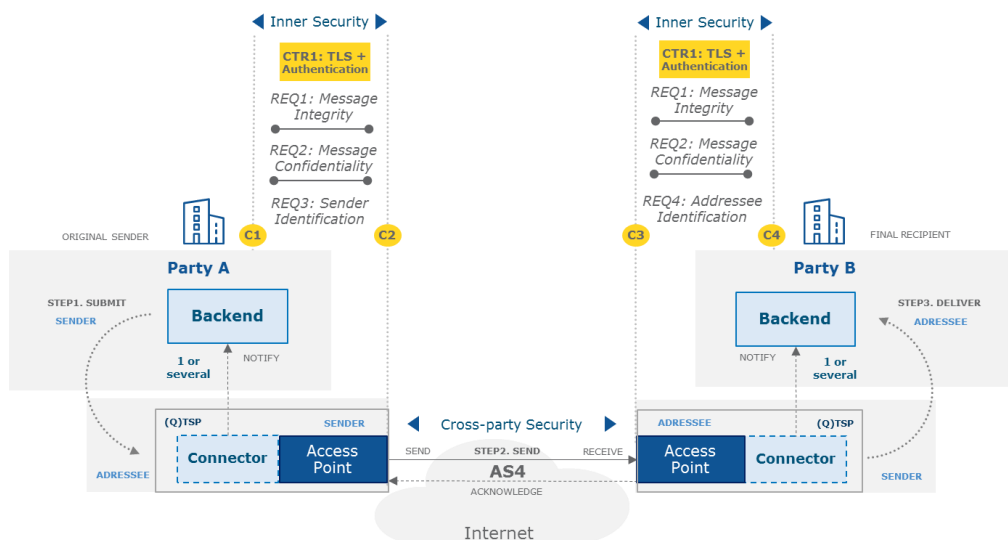 Inner Security
Inner Security
CTR1: TLS +
Authentication
CTR1: TLS +
Authentication
REQ1: Message
Integrity
REQ1: Message
Integrity
REQ2: Message
Confidentiality
REQ2: Message
Confidentiality
REQ3: Sender
Identification
REQ4: Addressee
Identification
ORIGINAL SENDER
C1
C2
C3
C4
FINAL RECIPIENT
Party A
Party B
STEP1. SUBMIT
SENDER
Backend
Backend
STEP3. DELIVER
ADRESSEE
1 or
several
NOTIFY
NOTIFY
1 or
several
(Q)TSP
SENDER
Cross-party Security
ADRESSEE
(Q)TSP
ADRESSEE
Connector
Access
Point
SEND
STEP2. SEND
RECEIVE
AS4
ACKNOWLEDGE
Access
Point
Connector
SENDER
Internet